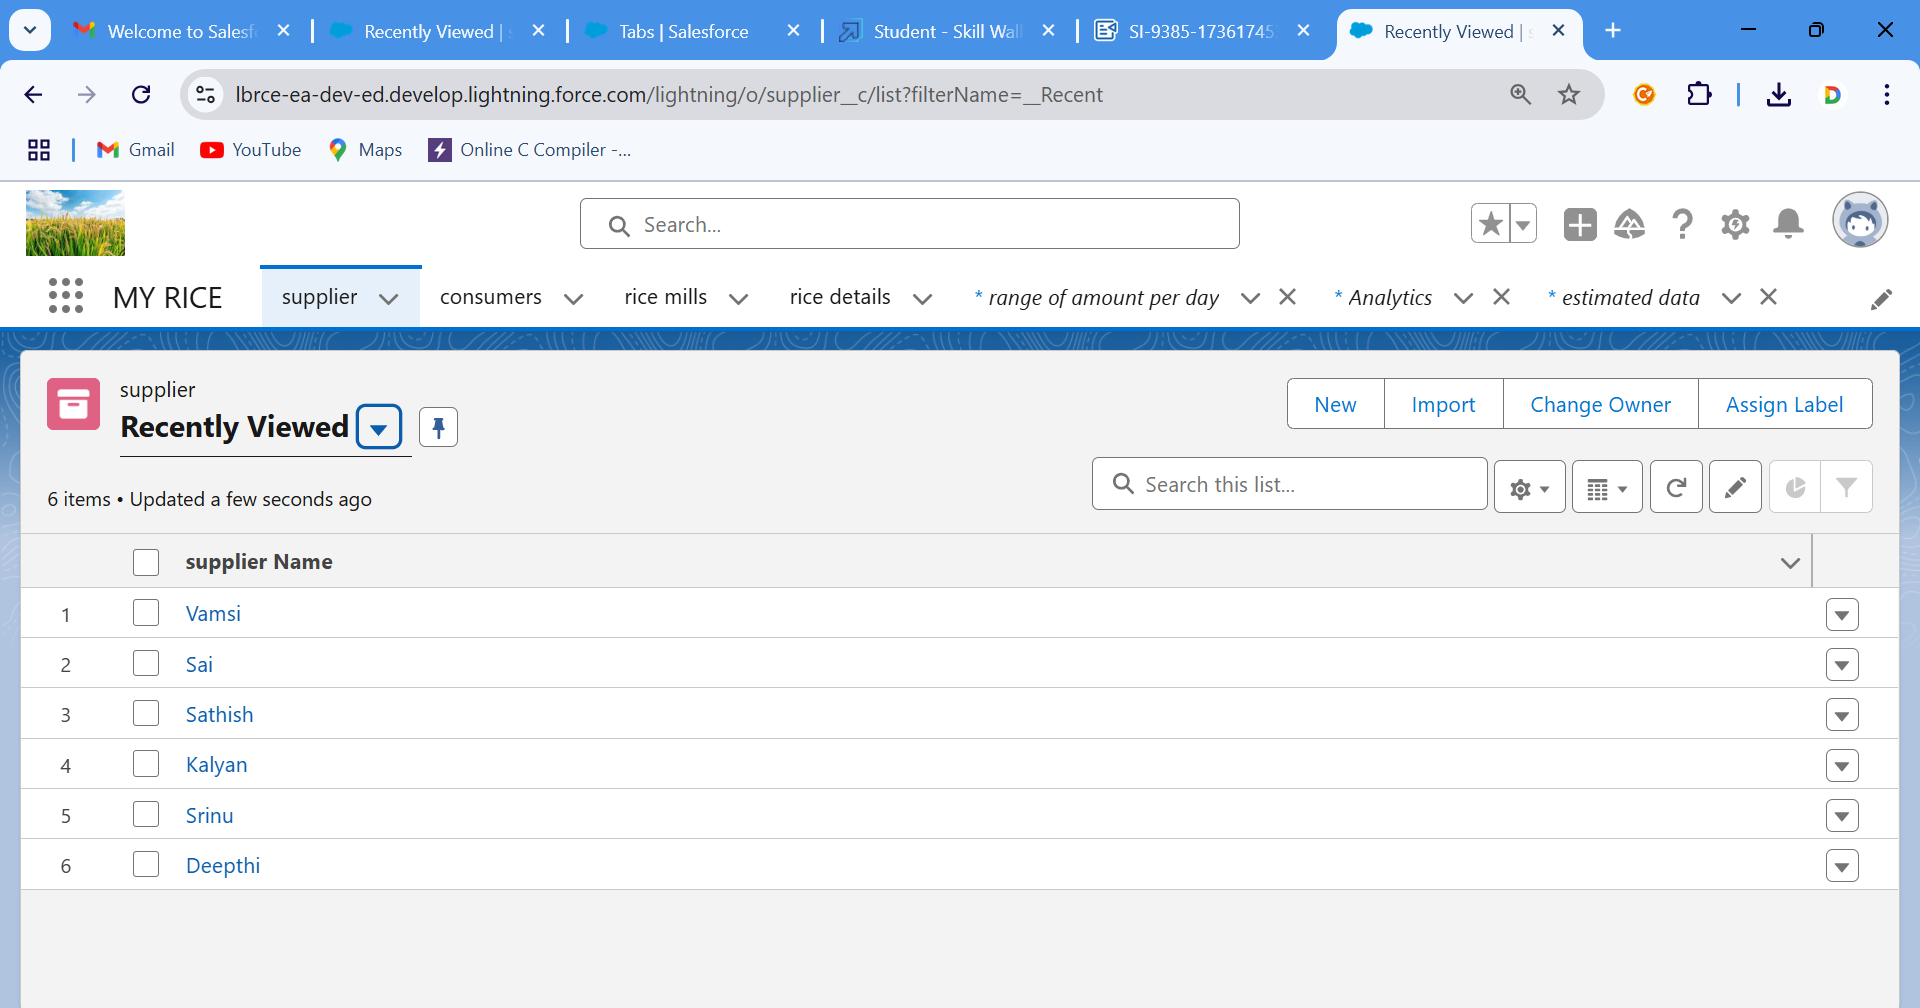 Welcome to Salesf
Recently Viewed |
Tabs | Salesforce
Student - Skill Wal
SI-9385-17361745
Recently Viewed |
lbrce-ea-dev-ed.develop.lightning.force.com/lightning/o/supplier__c/list?filterName=__Recent
Gmail
YouTube
Maps
Online C Compiler -...
Search...
MY RICE
supplier
consumers
rice mills
rice details
* range of amount per day
* Analytics
* estimated data
supplier
Recently Viewed
New
Import
Change Owner
Assign Label
6 items • Updated a few seconds ago
Search this list...
supplier Name
1 Vamsi
2 Sai
3 Sathish
4 Kalyan
5 Srinu
6 Deepthi